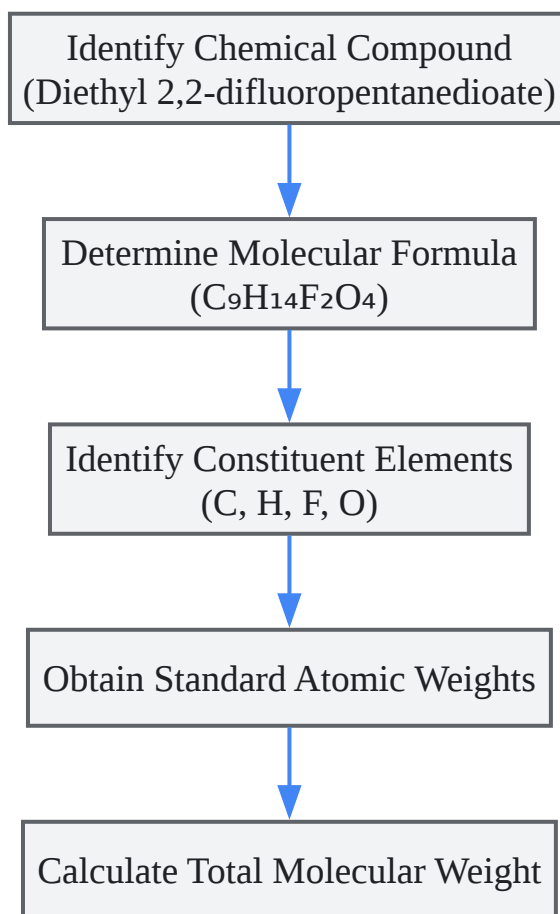 Identify Chemical Compound
(Diethyl 2,2-difluoropentanedioate)
Determine Molecular Formula
(C₉H₁₄F₂O₄)
Identify Constituent Elements
(C, H, F, O)
Obtain Standard Atomic Weights
Calculate Total Molecular Weight